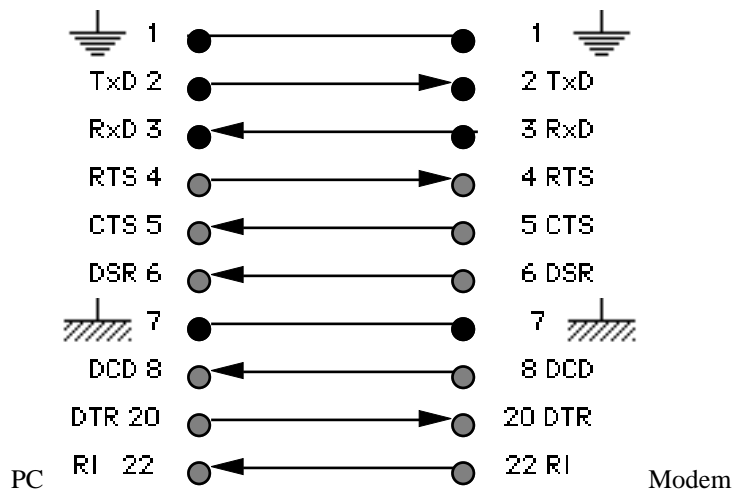 1 1
TxD 2 2 TxD
RxD 3 3 RxD
RTS 4 4 RTS
CTS 5 5 CTS
DSR 6 6 DSR
7 7
DCD 8 8 DCD
DTR 20 20 DTR
RI 22 22 RI
PC Modem